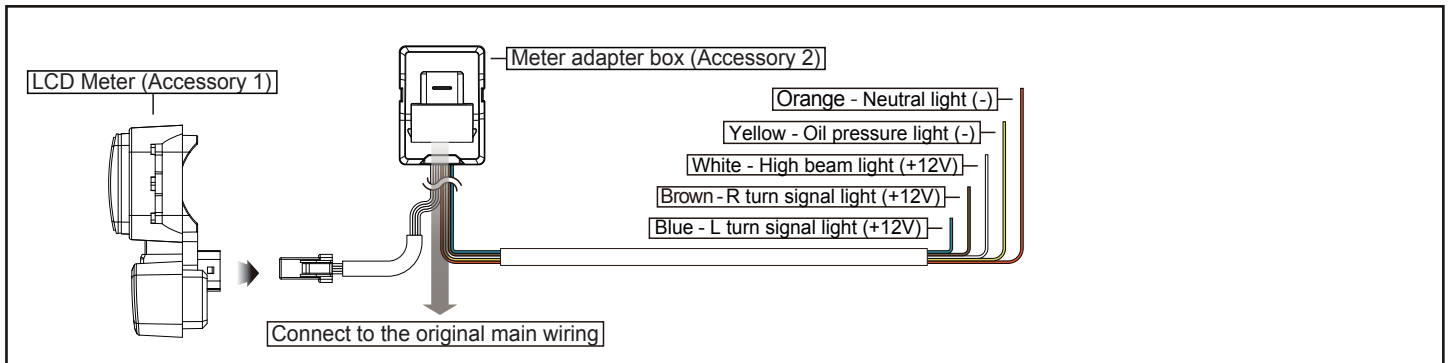 Meter adapter box (Accessory 2)
LCD Meter (Accessory 1)
Orange - Neutral light (-)
Yellow - Oil pressure light (-)
White - High beam light (+12V)
Brown - R turn signal light (+12V)
Blue - L turn signal light (+12V)
Connect to the original main wiring